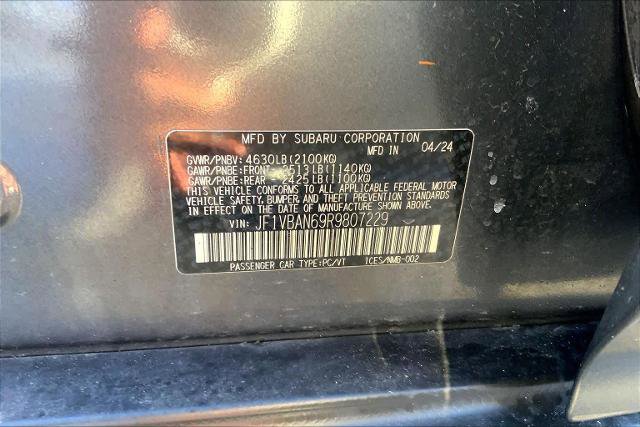 MFD BY SUBARU CORPORATION
MFD IN 04/24
GVWR/PNBV: 4630LB(2100KG)
GAWR/PNBE:FRONT 2513LB(1140KG)
GAWR/PNBE:REAR 2425LB(1100KG)
THIS VEHICLE CONFORMS TO ALL APPLICABLE FEDERAL MOTOR
VEHICLE SAFETY, BUMPER AND THEFT PREVENTION STANDARDS
IN EFFECT ON THE DATE OF MANUFACTURE SHOWN ABOVE
VIN: JF1VBAN69R9807229
PASSENGER CAR TYPE:PC/VT ICES/NMB-002